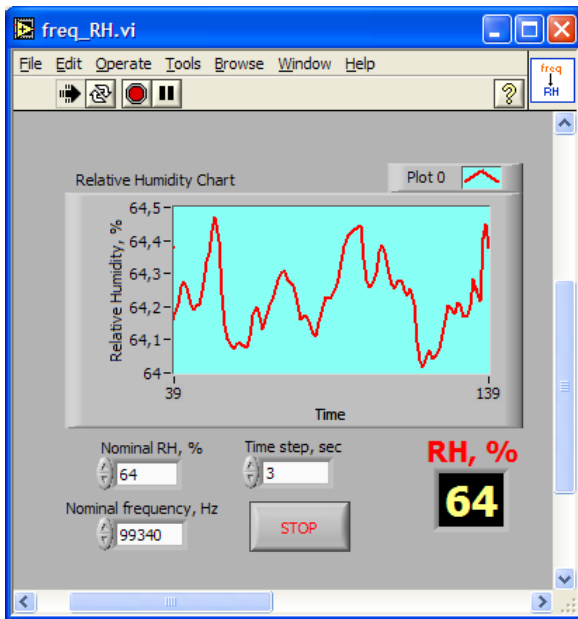 freq_RH.vi
File Edit Operate Tools Browse Window Help
freq
RH
Relative Humidity Chart
Plot 0
Relative Humidity, %
64,5
64,4
64,3
64,2
64,1
64
39
139
Time
Nominal RH, %
64
Time step, sec
3
RH, %
64
Nominal frequency, Hz
99340
STOP